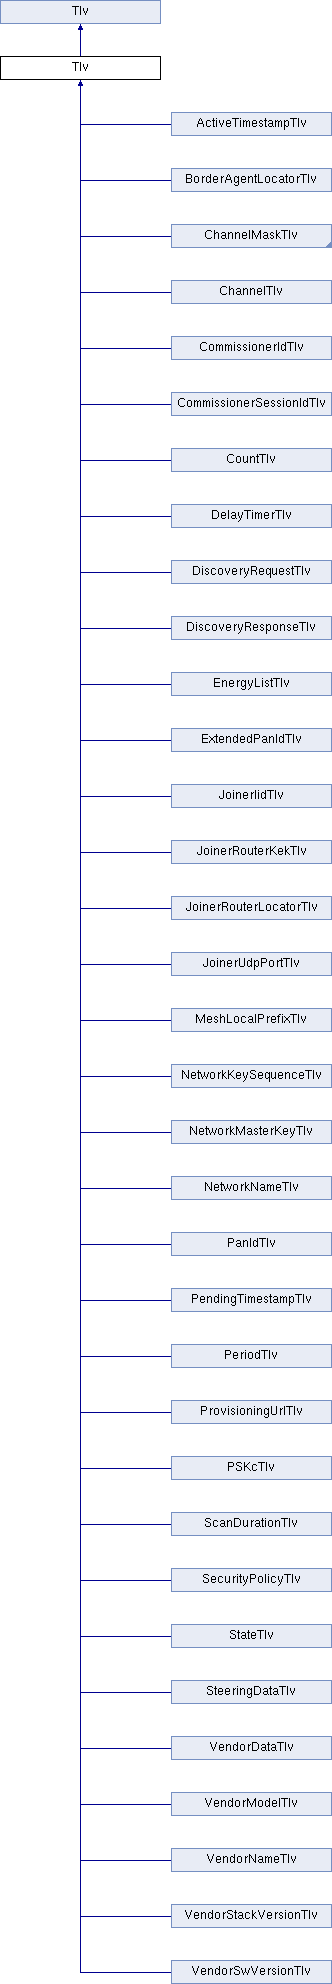 Tlv
Tlv
ActiveTimestampTlv
BorderAgentLocatorTlv
ChannelMaskTlv
ChannelTlv
CommissionerIdTlv
CommissionerSessionIdTlv
CountTlv
DelayTimerTlv
DiscoveryRequestTlv
DiscoveryResponseTlv
EnergyListTlv
ExtendedPanIdTlv
JoinerIidTlv
JoinerRouterKekTlv
JoinerRouterLocatorTlv
JoinerUdpPortTlv
MeshLocalPrefixTlv
NetworkKeySequenceTlv
NetworkMasterKeyTlv
NetworkNameTlv
PanIdTlv
PendingTimestampTlv
PeriodTlv
ProvisioningUrlTlv
PSKcTlv
ScanDurationTlv
SecurityPolicyTlv
StateTlv
SteeringDataTlv
VendorDataTlv
VendorModelTlv
VendorNameTlv
VendorStackVersionTlv
VendorSwVersionTlv